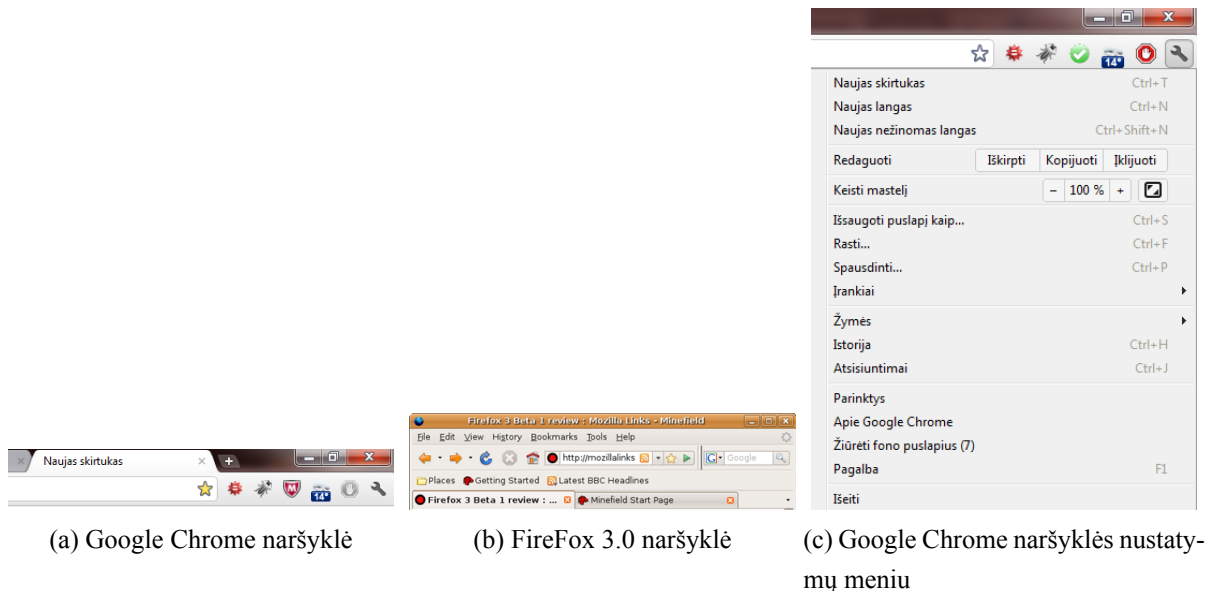 Naujas skirtukas
14°
(a) Google Chrome naršyklė
Firefox 3 Beta 1 review : Mozilla Links - Minefield
File Edit View History Bookmarks Tools Help
http://mozillalinks G Google
Places Getting Started Latest BBC Headlines
Firefox 3 Beta 1 review : ... Minefield Start Page
(b) FireFox 3.0 naršyklė
14°
Naujas skirtukas Ctrl+T
Naujas langas Ctrl+N
Naujas nežinomas langas Ctrl+Shift+N
Redaguoti Iškirpti Kopijuoti Įklijuoti
Keisti mastelį − 100 % +
Išsaugoti puslapį kaip... Ctrl+S
Rasti... Ctrl+F
Spausdinti... Ctrl+P
Įrankiai
Žymės
Istorija Ctrl+H
Atsisiuntimai Ctrl+J
Parinktys
Apie Google Chrome
Žiūrėti fono puslapius (7)
Pagalba F1
Išeiti
(c) Google Chrome naršyklės nustaty-
mų meniu